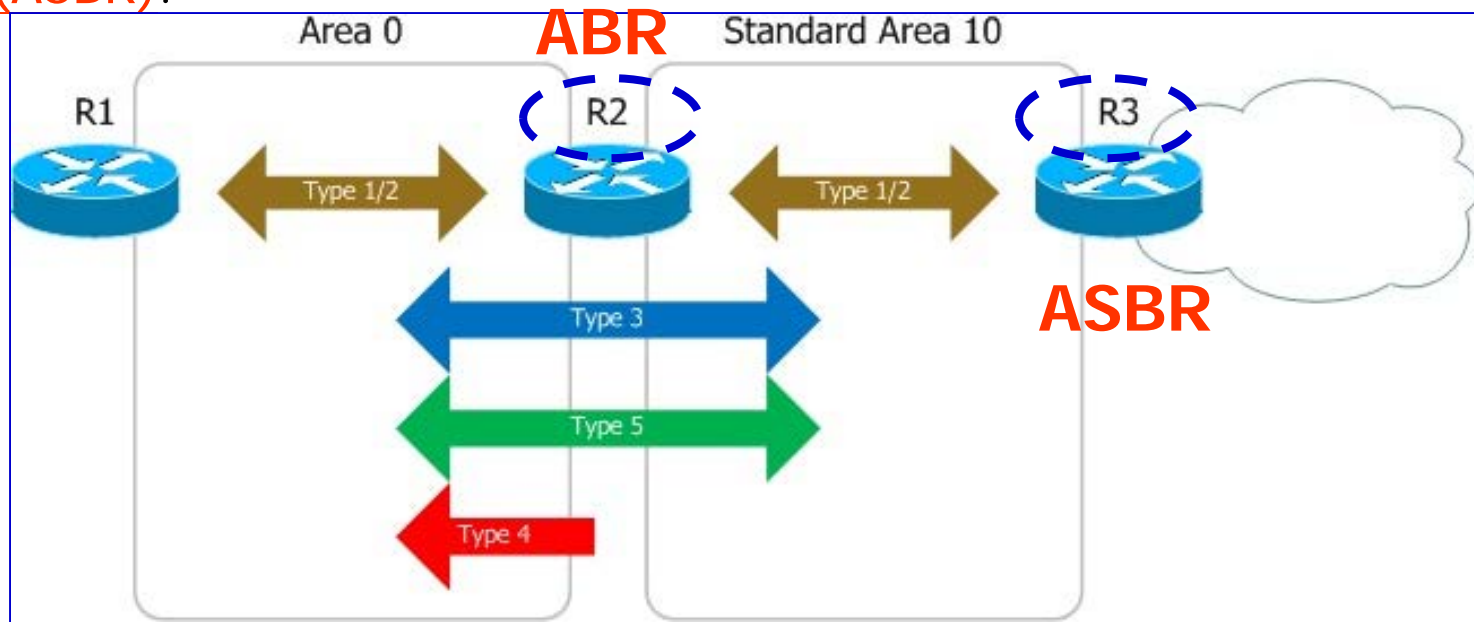 (ASBR).
Area 0 ABR Standard Area 10
R1 R2 R3
Type 1/2 Type 1/2
ASBR
Type 3
Type 5
Type 4